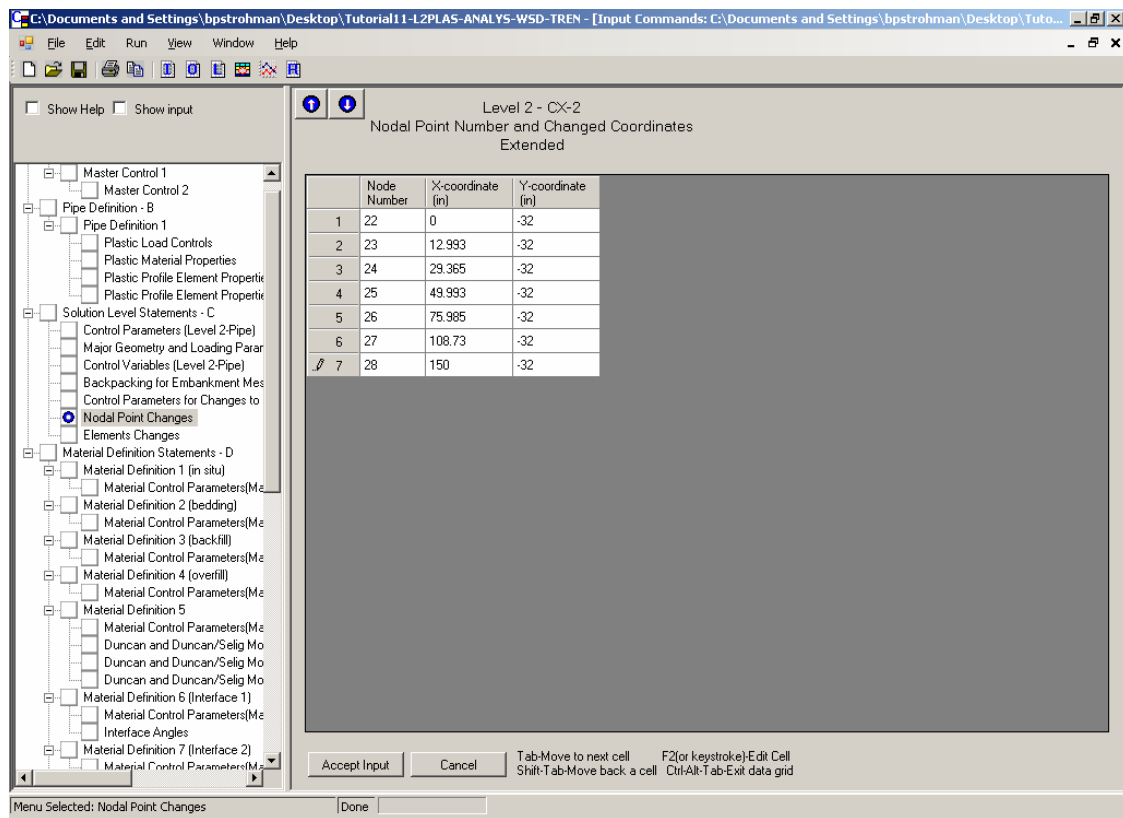 C:\Documents and Settings\bpstrohman\Desktop\Tutorial11-L2PLAS-ANALYS-WSD-TREN - [Input Commands: C:\Documents and Settings\bpstrohman\Desktop\Tuto...
File Edit Run View Window Help
Show Help Show input
Master Control 1
Master Control 2
Pipe Definition - B
Pipe Definition 1
Plastic Load Controls
Plastic Material Properties
Plastic Profile Element Propertie
Plastic Profile Element Propertie
Solution Level Statements - C
Control Parameters (Level 2-Pipe)
Major Geometry and Loading Parar
Control Variables (Level 2-Pipe)
Backpacking for Embankment Mes
Control Parameters for Changes to
Nodal Point Changes
Elements Changes
Material Definition Statements - D
Material Definition 1 (in situ)
Material Control Parameters(Ma
Material Definition 2 (bedding)
Material Control Parameters(Ma
Material Definition 3 (backfill)
Material Control Parameters(Ma
Material Definition 4 (overfill)
Material Control Parameters(Ma
Material Definition 5
Material Control Parameters(Ma
Duncan and Duncan/Selig Mo
Duncan and Duncan/Selig Mo
Duncan and Duncan/Selig Mo
Material Definition 6 (Interface 1)
Material Control Parameters(Ma
Interface Angles
Material Definition 7 (Interface 2)
Material Control Parameters(Ma
Level 2 - CX-2
Nodal Point Number and Changed Coordinates
Extended
Node Number X-coordinate (in) Y-coordinate (in)
1 22 0 -32
2 23 12.993 -32
3 24 29.365 -32
4 25 49.993 -32
5 26 75.985 -32
6 27 108.73 -32
7 28 150 -32
Accept Input Cancel
Tab-Move to next cell F2(or keystroke)-Edit Cell
Shift-Tab-Move back a cell Ctrl-Alt-Tab-Exit data grid
Menu Selected: Nodal Point Changes Done